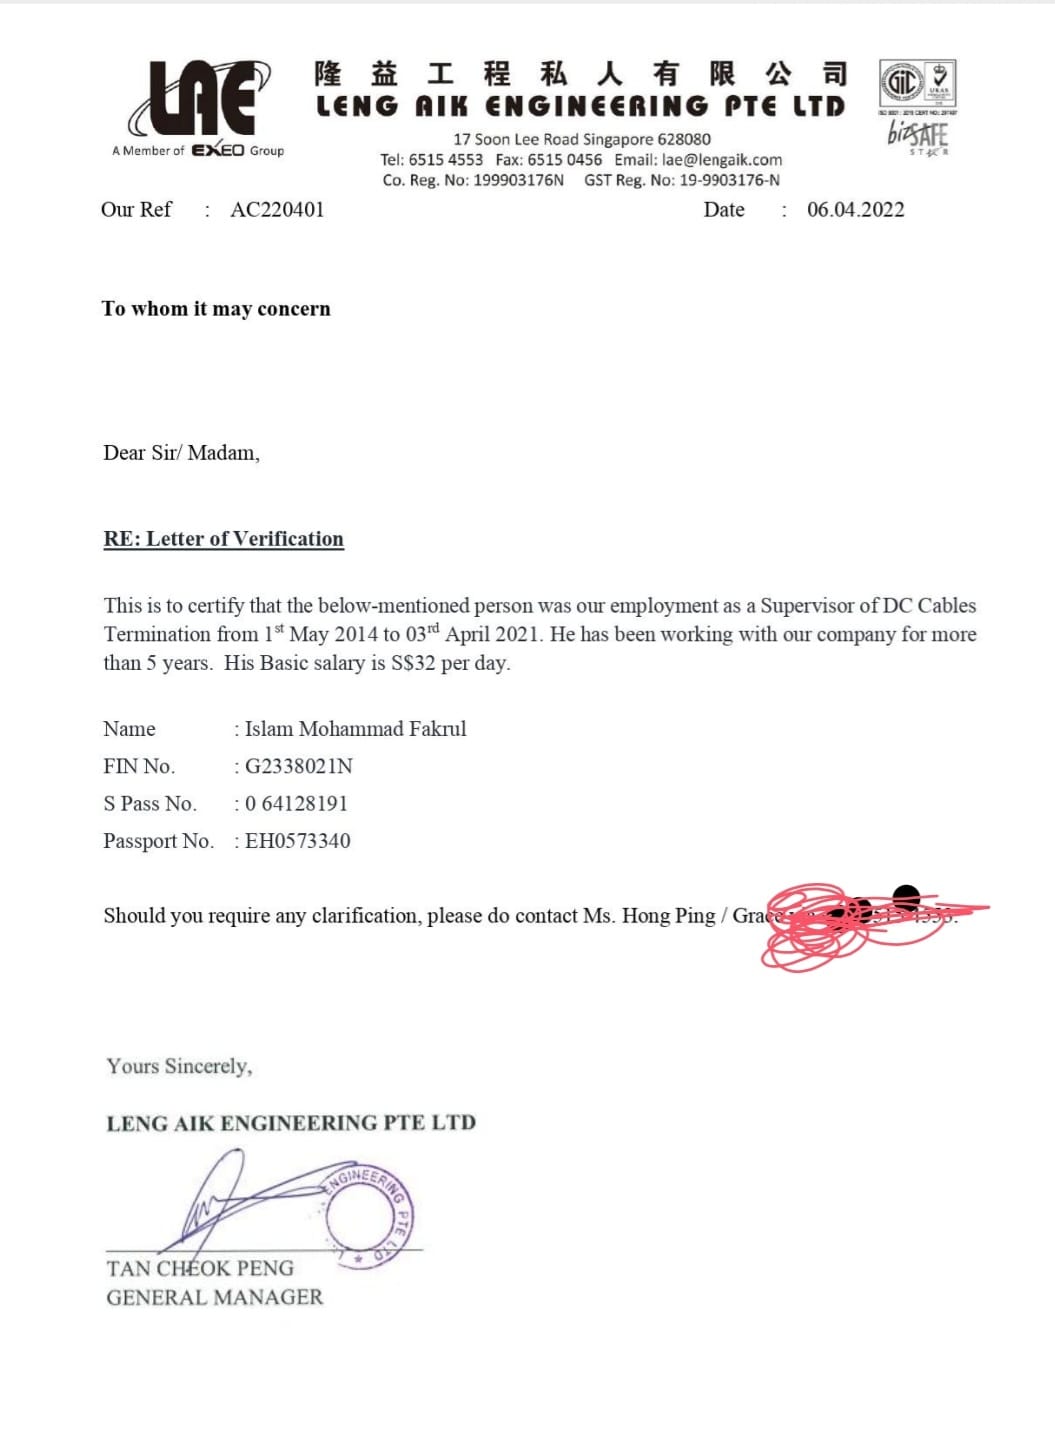 LAE
隆益工程私人有限公司
LENG AIK ENGINEERING PTE LTD
A Member of EXEO Group
17 Soon Lee Road Singapore 628080
Tel: 6515 4553 Fax: 6515 0456 Email: lae@lengaik.com
Co. Reg. No: 199903176N GST Reg. No: 19-9903176-N
GIC
UKAS
bizSAFE
STAR
Our Ref : AC220401 Date : 06.04.2022
To whom it may concern
Dear Sir/ Madam,
RE: Letter of Verification
This is to certify that the below-mentioned person was our employment as a Supervisor of DC Cables
Termination from 1st May 2014 to 03rd April 2021. He has been working with our company for more
than 5 years. His Basic salary is S$32 per day.
Name : Islam Mohammad Fakrul
FIN No. : G2338021N
S Pass No. : 0 64128191
Passport No. : EH0573340
Should you require any clarification, please do contact Ms. Hong Ping /
Yours Sincerely,
LENG AIK ENGINEERING PTE LTD
ENGINEERING PTE LTD
TAN CHEOK PENG
GENERAL MANAGER